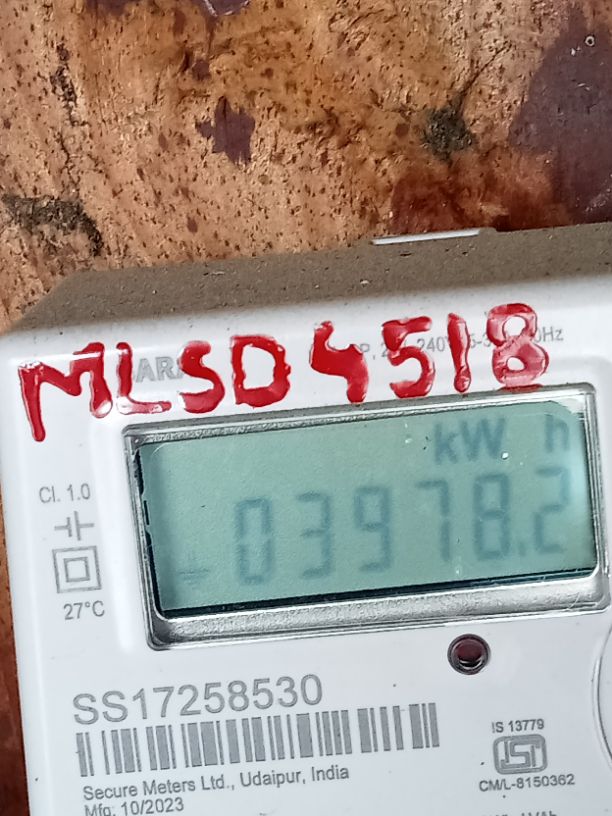 MLSD4518
kW h
03978.2
Cl. 1.0
27°C
SS17258530
IS 13779
ISI
CM/L-8150362
Secure Meters Ltd., Udaipur, India
Mfg: 10/2023